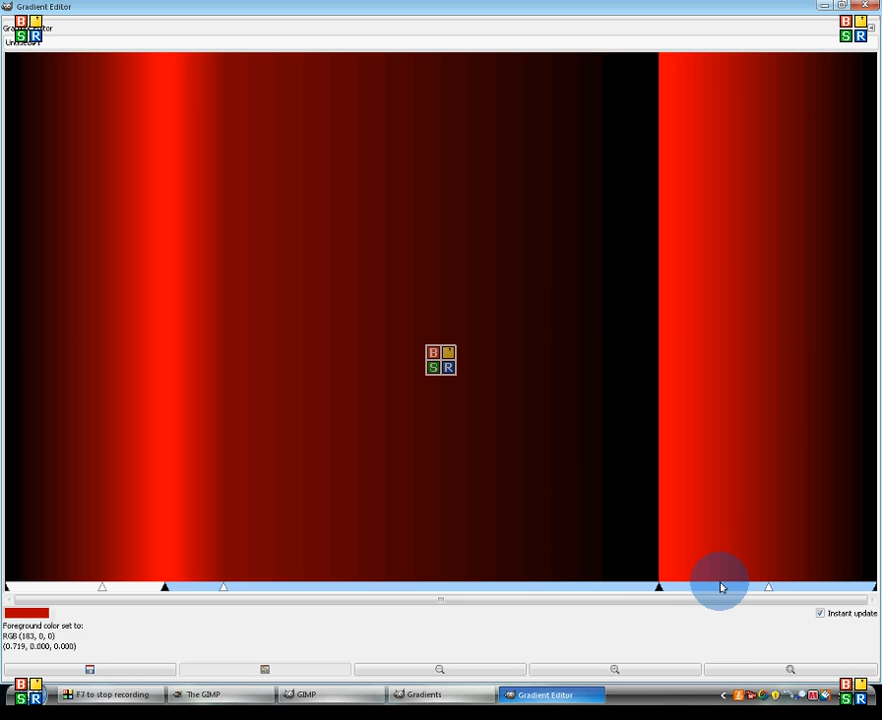 Gradient Editor
B
S R
B
S R
Instant update
Foreground color set to:
RGB (183, 0, 0)
(0.719, 0.000, 0.000)
B
S R
B
S R
F7 to stop recording
The GIMP
GIMP
Gradients
Gradient Editor
B
S R